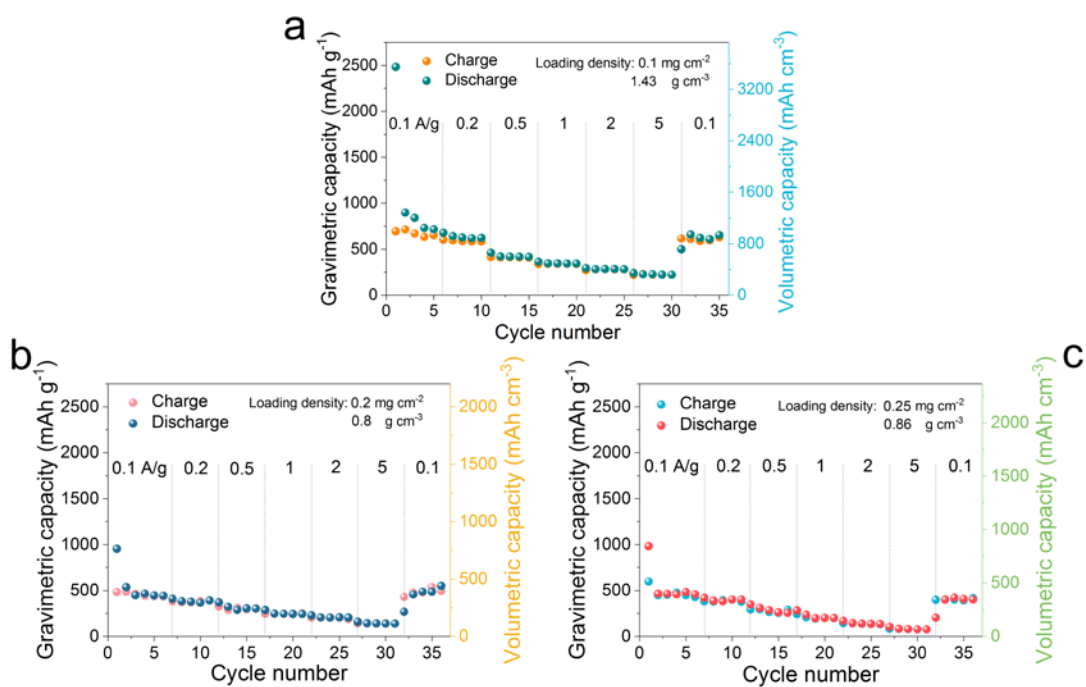 a
Gravimetric capacity (mAh g⁻¹)
2500
2000
1500
1000
500
0
Charge
Discharge
Loading density: 0.1 mg cm⁻²
1.43 g cm⁻³
0.1 A/g 0.2 0.5 1 2 5 0.1
3600
3200
2400
1600
800
0
Volumetric capacity (mAh cm⁻³)
0 5 10 15 20 25 30 35
Cycle number
b
Gravimetric capacity (mAh g⁻¹)
2500
2000
1500
1000
500
0
Charge
Discharge
Loading density: 0.2 mg cm⁻²
0.8 g cm⁻³
0.1 A/g 0.2 0.5 1 2 5 0.1
2000
1500
1000
500
0
Volumetric capacity (mAh cm⁻³)
0 5 10 15 20 25 30 35
Cycle number
c
Gravimetric capacity (mAh g⁻¹)
2500
2000
1500
1000
500
0
Charge
Discharge
Loading density: 0.25 mg cm⁻²
0.86 g cm⁻³
0.1 A/g 0.2 0.5 1 2 5 0.1
2000
1500
1000
500
0
Volumetric capacity (mAh cm⁻³)
0 5 10 15 20 25 30 35
Cycle number